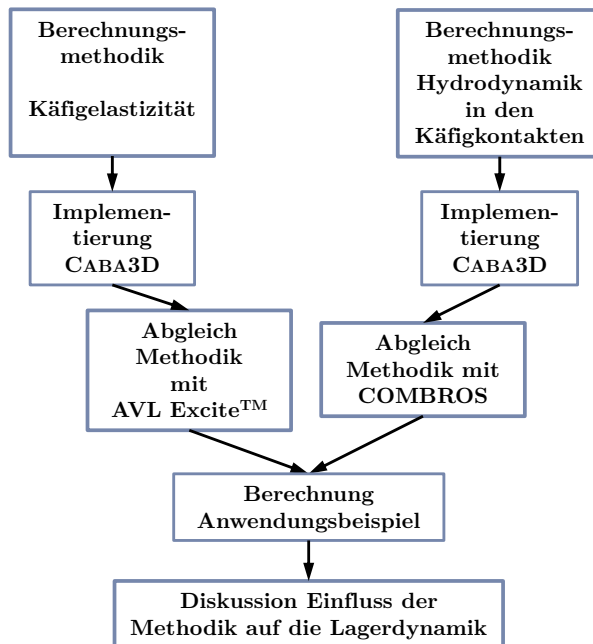 Berechnungs-
methodik
Käfigelastizität
Berechnungs-
methodik
Hydrodynamik
in den
Käfigkontakten
Implemen-
tierung
CABA3D
Implemen-
tierung
CABA3D
Abgleich
Methodik
mit
AVL Excite™
Abgleich
Methodik mit
COMBROS
Berechnung
Anwendungsbeispiel
Diskussion Einfluss der
Methodik auf die Lagerdynamik